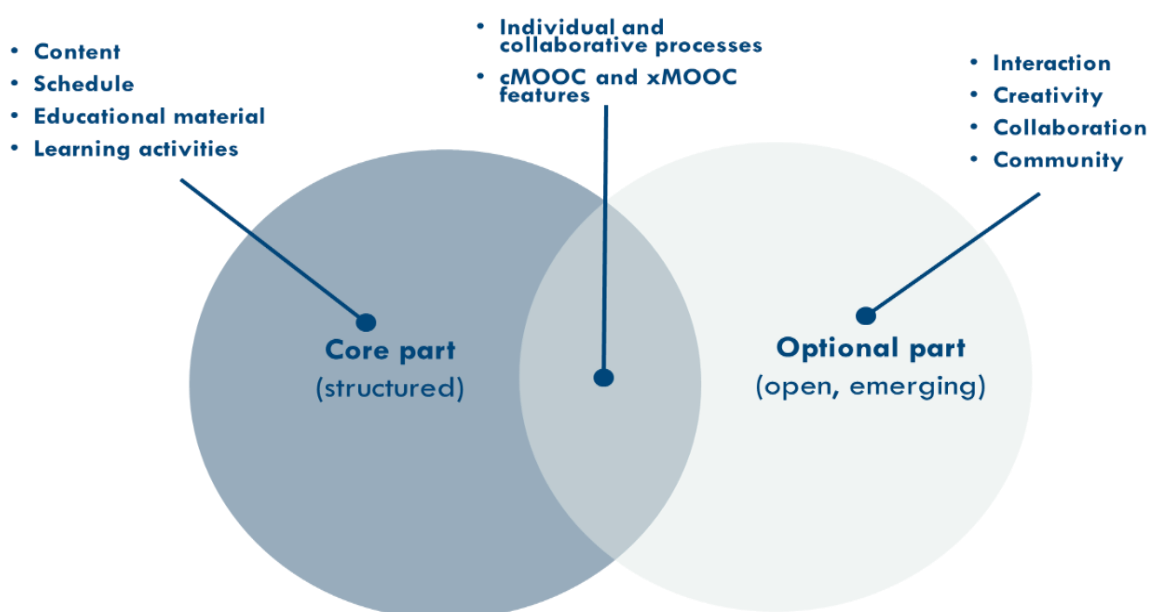 • Content
• Schedule
• Educational material
• Learning activities
• Individual and
collaborative processes
• cMOOC and xMOOC
features
• Interaction
• Creativity
• Collaboration
• Community
Core part
(structured)
Optional part
(open, emerging)